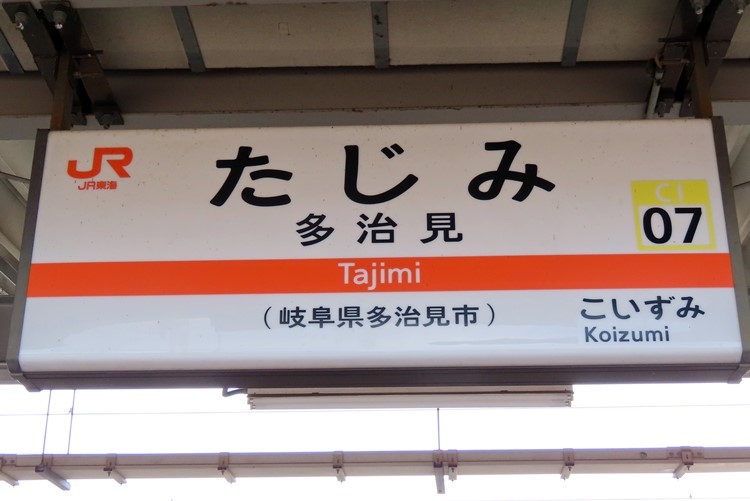 JR
JR東海
たじみ
多治見
CI
07
Tajimi
(岐阜県多治見市)
こいずみ
Koizumi